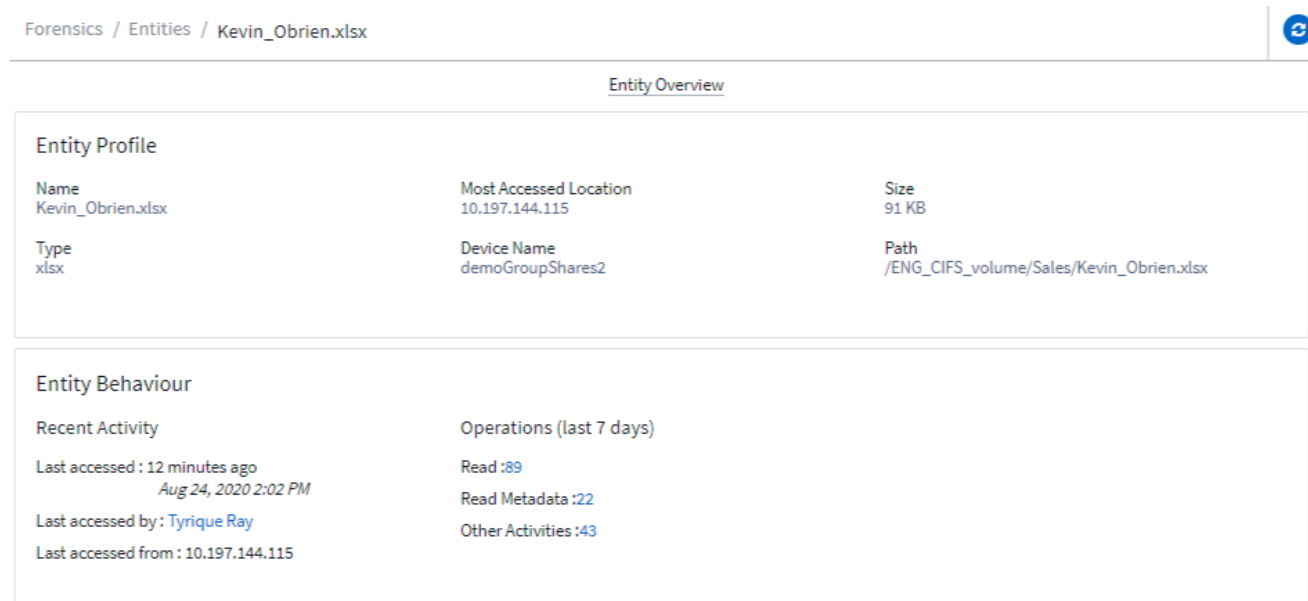 Forensics / Entities / Kevin_Obrien.xlsx
Entity Overview
Entity Profile
Name
Kevin_Obrien.xlsx
Most Accessed Location
10.197.144.115
Size
91 KB
Type
xlsx
Device Name
demoGroupShares2
Path
/ENG_CIFS_volume/Sales/Kevin_Obrien.xlsx
Entity Behaviour
Recent Activity
Last accessed : 12 minutes ago
Aug 24, 2020 2:02 PM
Last accessed by : Tyrique Ray
Last accessed from : 10.197.144.115
Operations (last 7 days)
Read :89
Read Metadata :22
Other Activities :43